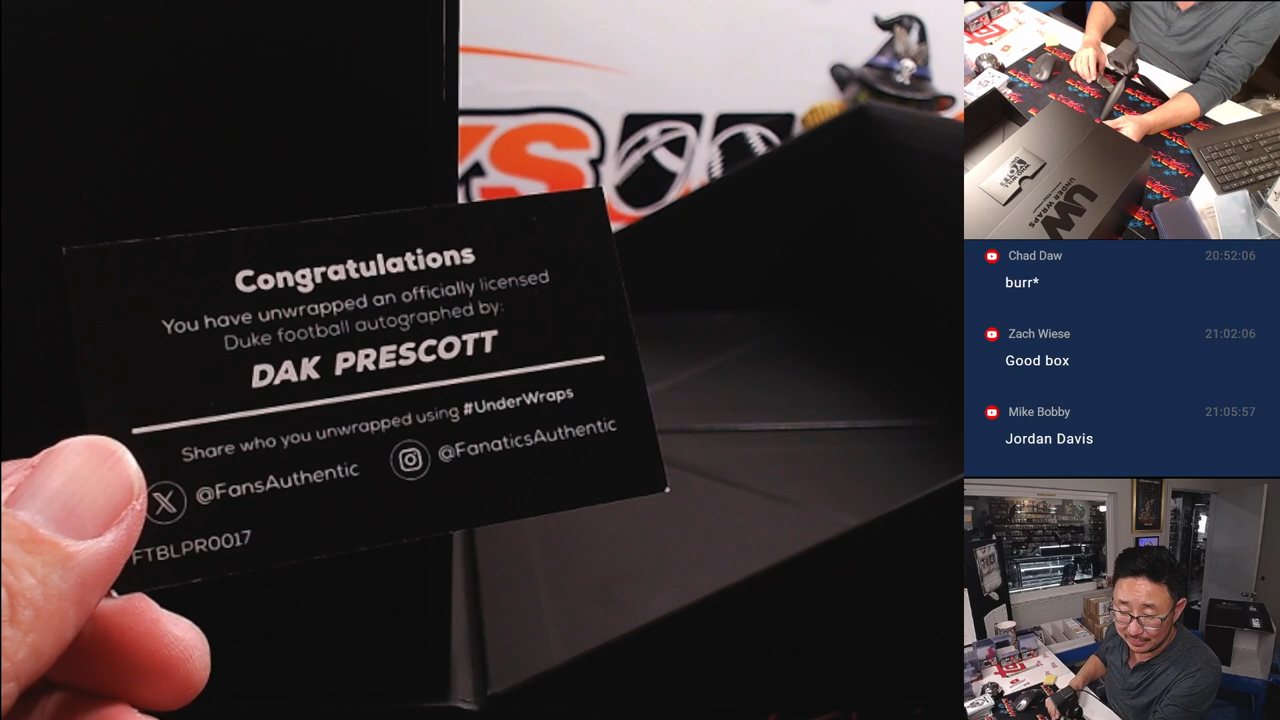 Congratulations
You have unwrapped an officially licensed
Duke football autographed by:
DAK PRESCOTT
Share who you unwrapped using #UnderWraps
@FansAuthentic
@FanaticsAuthentic
FTBLPR0017
UW
UNDER WRAPS
Chad Daw
20:52:06
burr*
Zach Wiese
21:02:06
Good box
Mike Bobby
21:05:57
Jordan Davis